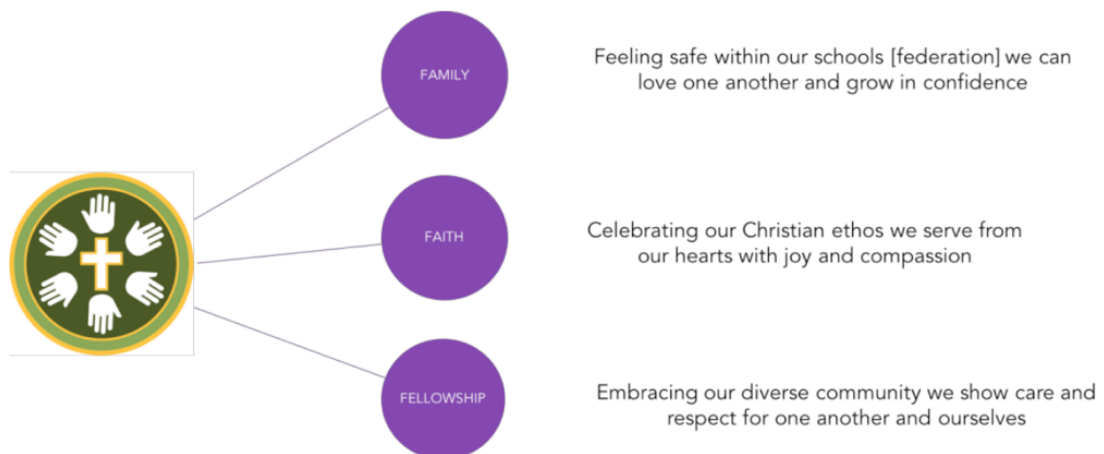 FAMILY
Feeling safe within our schools [federation] we can
love one another and grow in confidence
FAITH
Celebrating our Christian ethos we serve from
our hearts with joy and compassion
FELLOWSHIP
Embracing our diverse community we show care and
respect for one another and ourselves